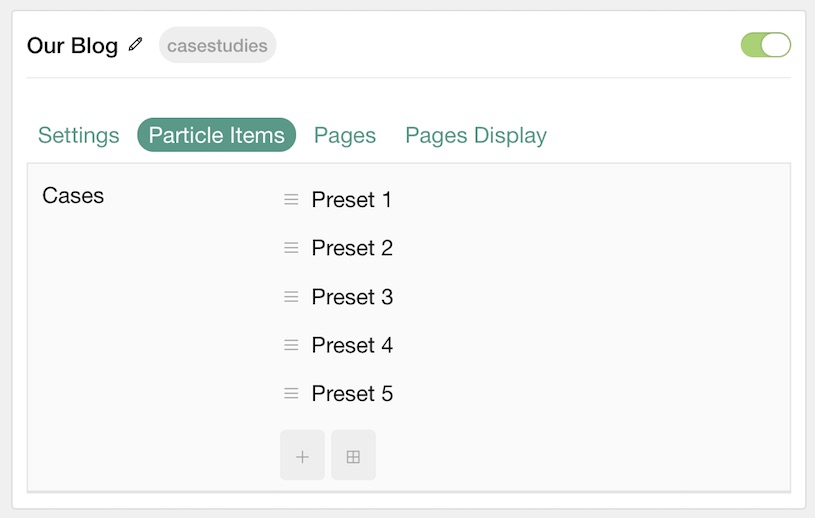 Our Blog casestudies
Settings Particle Items Pages Pages Display
Cases
Preset 1
Preset 2
Preset 3
Preset 4
Preset 5